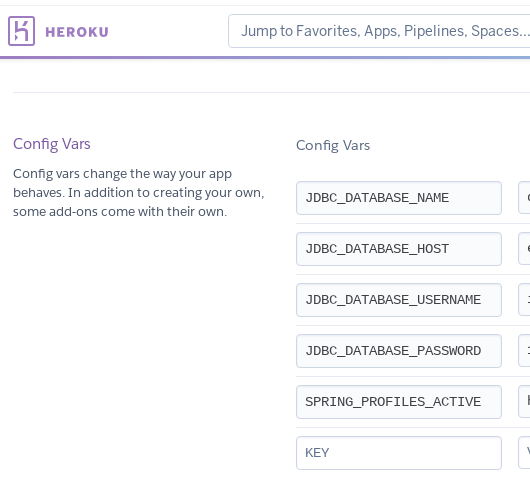 HEROKU
Jump to Favorites, Apps, Pipelines, Spaces...
Config Vars
Config vars change the way your app
behaves. In addition to creating your own,
some add-ons come with their own.
Config Vars
JDBC_DATABASE_NAME
JDBC_DATABASE_HOST
JDBC_DATABASE_USERNAME
JDBC_DATABASE_PASSWORD
SPRING_PROFILES_ACTIVE
KEY